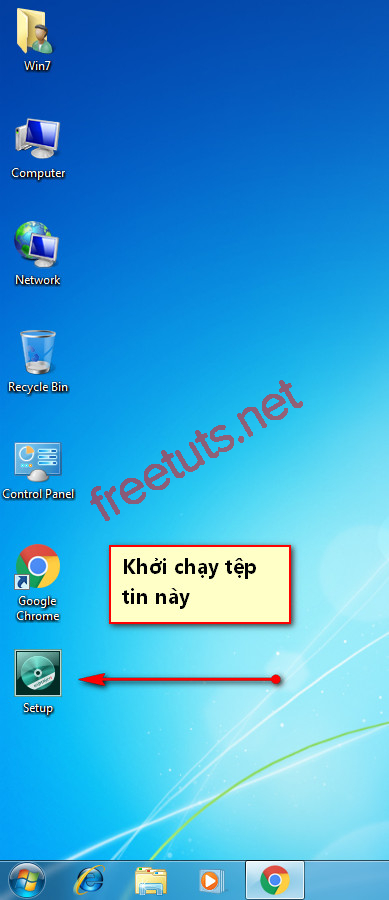 Win7
Computer
Network
Recycle Bin
freetuts.net
Control Panel
Google
Chrome
Khởi chạy tệp
tin này
Setup